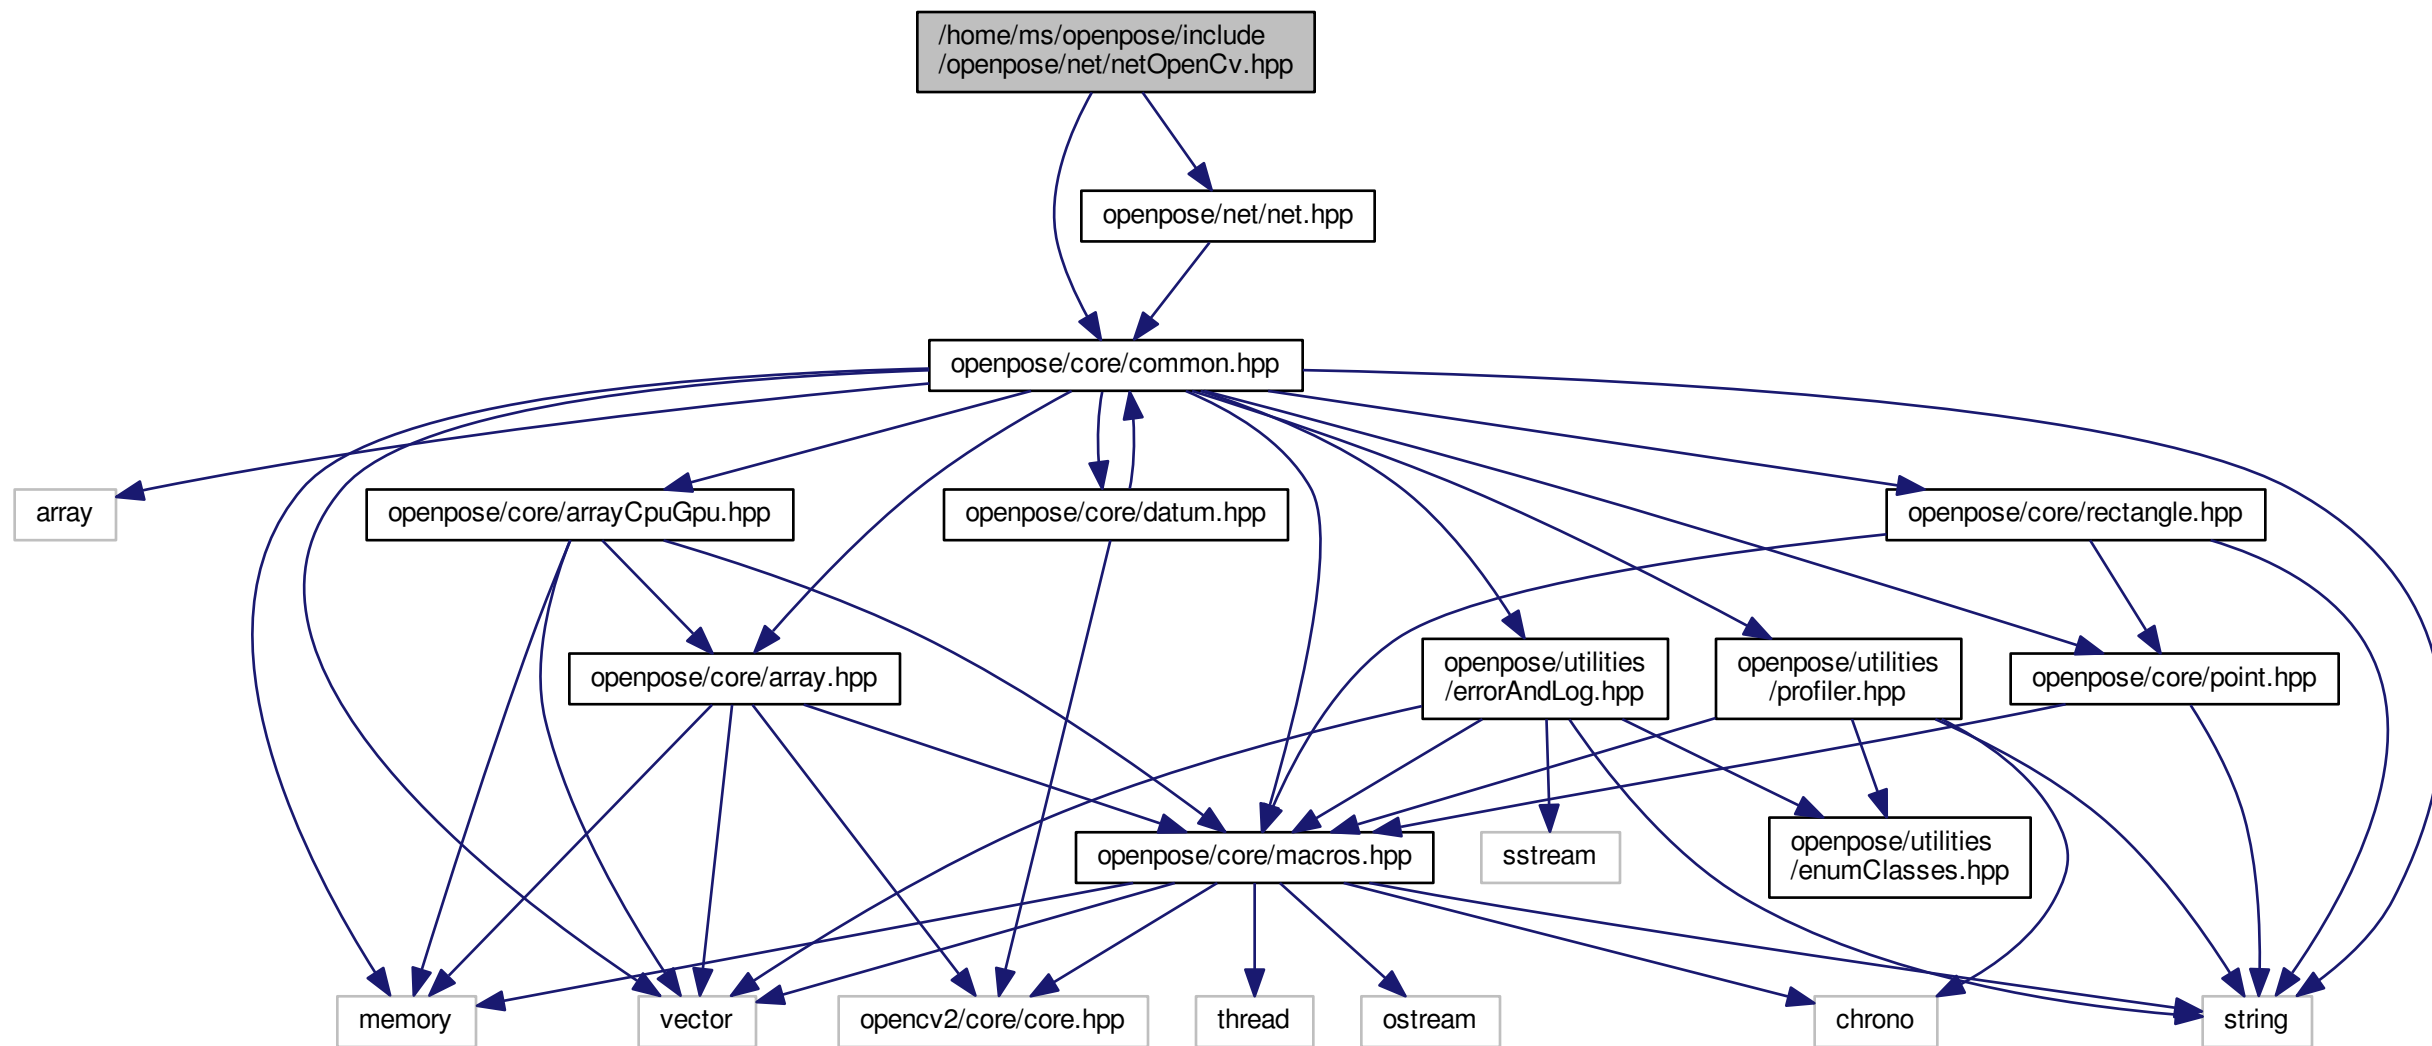 /home/ms/openpose/include
/openpose/net/netOpenCv.hpp
openpose/net/net.hpp
openpose/core/common.hpp
array
openpose/core/arrayCpuGpu.hpp
openpose/core/datum.hpp
openpose/core/rectangle.hpp
openpose/core/array.hpp
openpose/utilities
/errorAndLog.hpp
openpose/utilities
/profiler.hpp
openpose/core/point.hpp
openpose/core/macros.hpp
sstream
openpose/utilities
/enumClasses.hpp
memory
vector
opencv2/core/core.hpp
thread
ostream
chrono
string